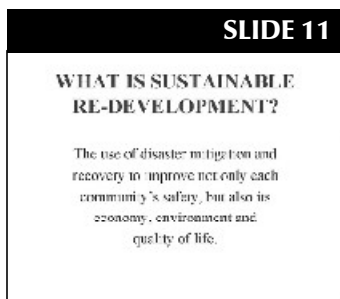 SLIDE 11
WHAT IS SUSTAINABLE
RE-DEVELOPMENT?
The use of disaster mitigation and
recovery to improve not only each
community's safety, but also its
economy, environment and
quality of life.